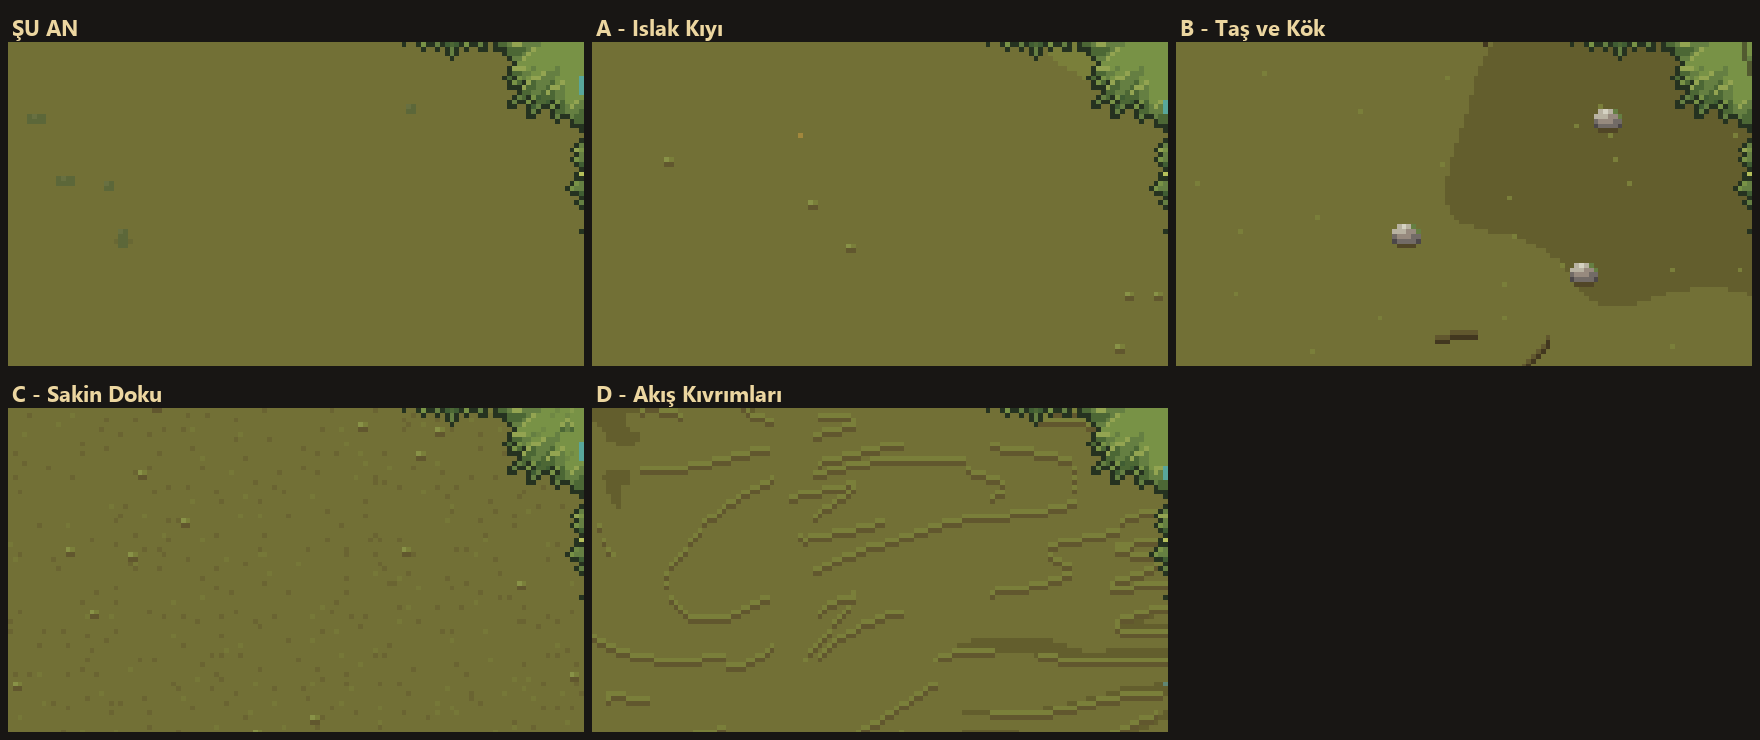 ŞU AN
A - Islak Kıyı
B - Taş ve Kök
C - Sakin Doku
D - Akış Kıvrımları